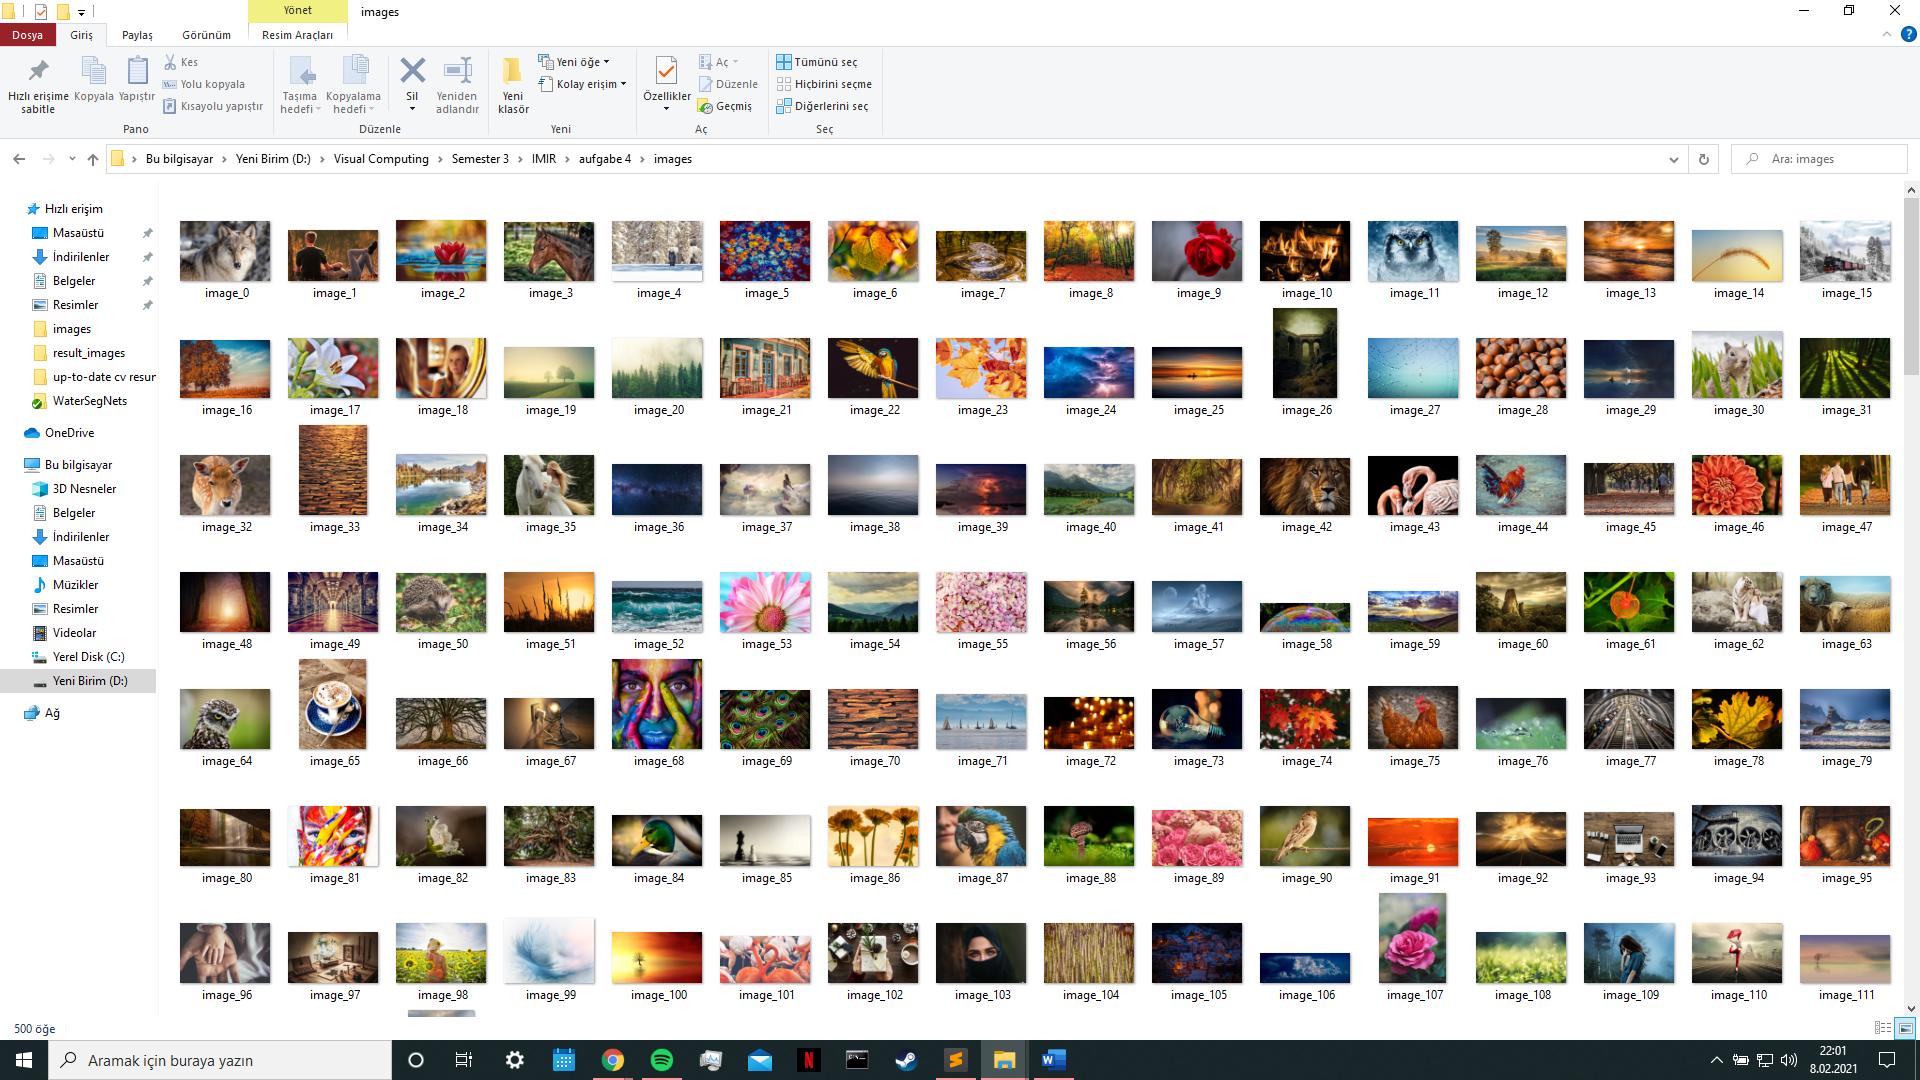 Yönet
images
Dosya
Giriş
Paylaş
Görünüm
Resim Araçları
Hızlı erişime sabitle
Kopyala
Yapıştır
Kes
Yolu kopyala
Kısayolu yapıştır
Pano
Taşıma hedefi
Kopyalama hedefi
Sil
Yeniden adlandır
Düzenle
Yeni klasör
Yeni öğe
Kolay erişim
Yeni
Özellikler
Aç
Düzenle
Geçmiş
Aç
Tümünü seç
Hiçbirini seçme
Diğerlerini seç
Seç
Bu bilgisayar
Yeni Birim (D:)
Visual Computing
Semester 3
IMIR
aufgabe 4
images
Ara: images
Hızlı erişim
Masaüstü
İndirilenler
Belgeler
Resimler
images
result_images
up-to-date cv resur
WaterSegNets
OneDrive
Bu bilgisayar
3D Nesneler
Belgeler
İndirilenler
Masaüstü
Müzikler
Resimler
Videolar
Yerel Disk (C:)
Yeni Birim (D:)
Ağ
image_0 image_1 image_2 image_3 image_4 image_5 image_6 image_7 image_8 image_9 image_10 image_11 image_12 image_13 image_14 image_15
image_16 image_17 image_18 image_19 image_20 image_21 image_22 image_23 image_24 image_25 image_26 image_27 image_28 image_29 image_30 image_31
image_32 image_33 image_34 image_35 image_36 image_37 image_38 image_39 image_40 image_41 image_42 image_43 image_44 image_45 image_46 image_47
image_48 image_49 image_50 image_51 image_52 image_53 image_54 image_55 image_56 image_57 image_58 image_59 image_60 image_61 image_62 image_63
image_64 image_65 image_66 image_67 image_68 image_69 image_70 image_71 image_72 image_73 image_74 image_75 image_76 image_77 image_78 image_79
image_80 image_81 image_82 image_83 image_84 image_85 image_86 image_87 image_88 image_89 image_90 image_91 image_92 image_93 image_94 image_95
image_96 image_97 image_98 image_99 image_100 image_101 image_102 image_103 image_104 image_105 image_106 image_107 image_108 image_109 image_110 image_111
500 öğe
Aramak için buraya yazın
22:01
8.02.2021